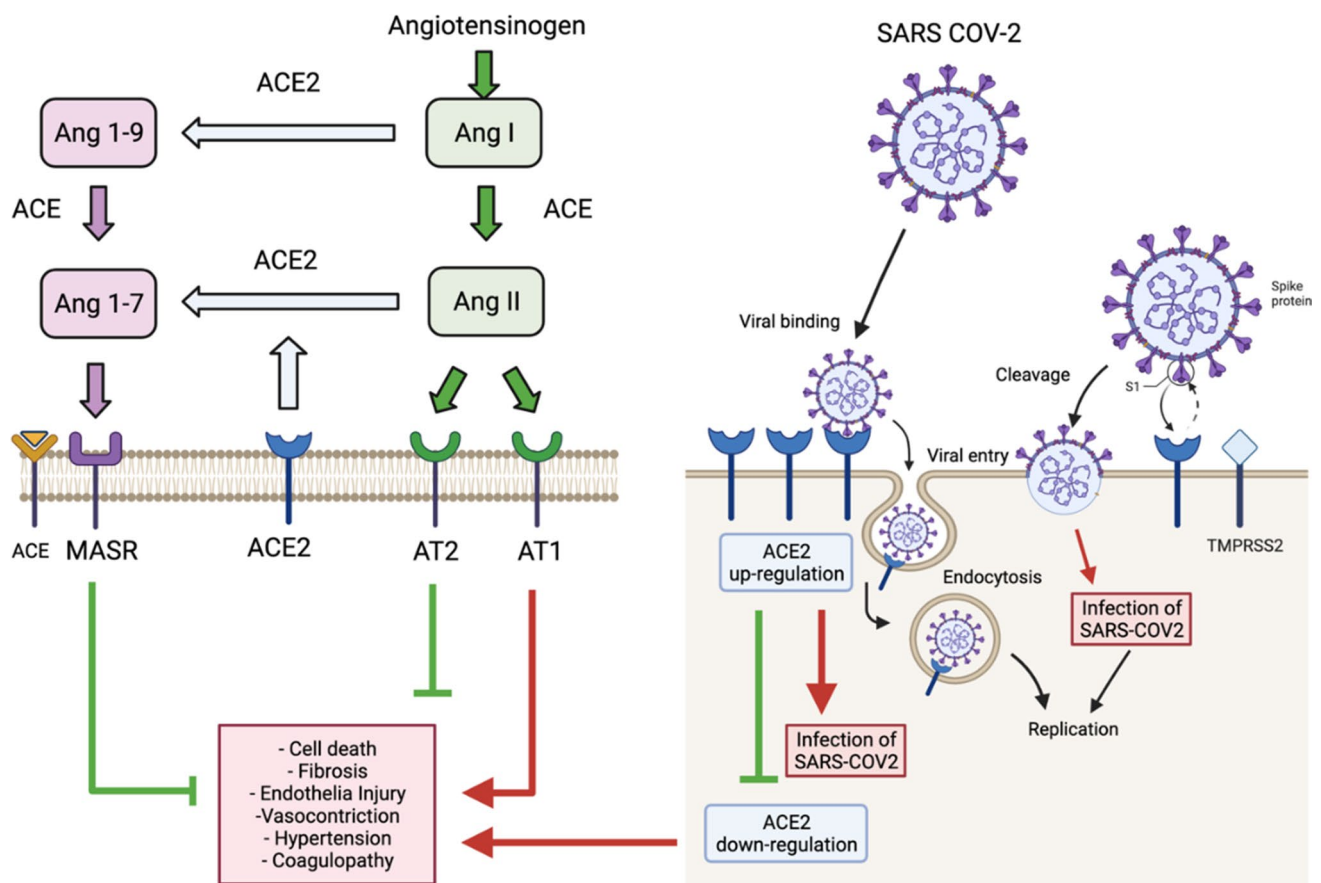 Angiotensinogen
ACE2
Ang 1-9
Ang I
ACE
ACE
ACE2
Ang 1-7
Ang II
ACE
MASR
ACE2
AT2
AT1
- Cell death
- Fibrosis
- Endothelia Injury
-Vasocontriction
- Hypertension
- Coagulopathy
SARS COV-2
Spike
protein
Viral binding
Cleavage
S1
Viral entry
TMPRSS2
ACE2
up-regulation
Endocytosis
Infection of
SARS-COV2
Replication
Infection of
SARS-COV2
ACE2
down-regulation